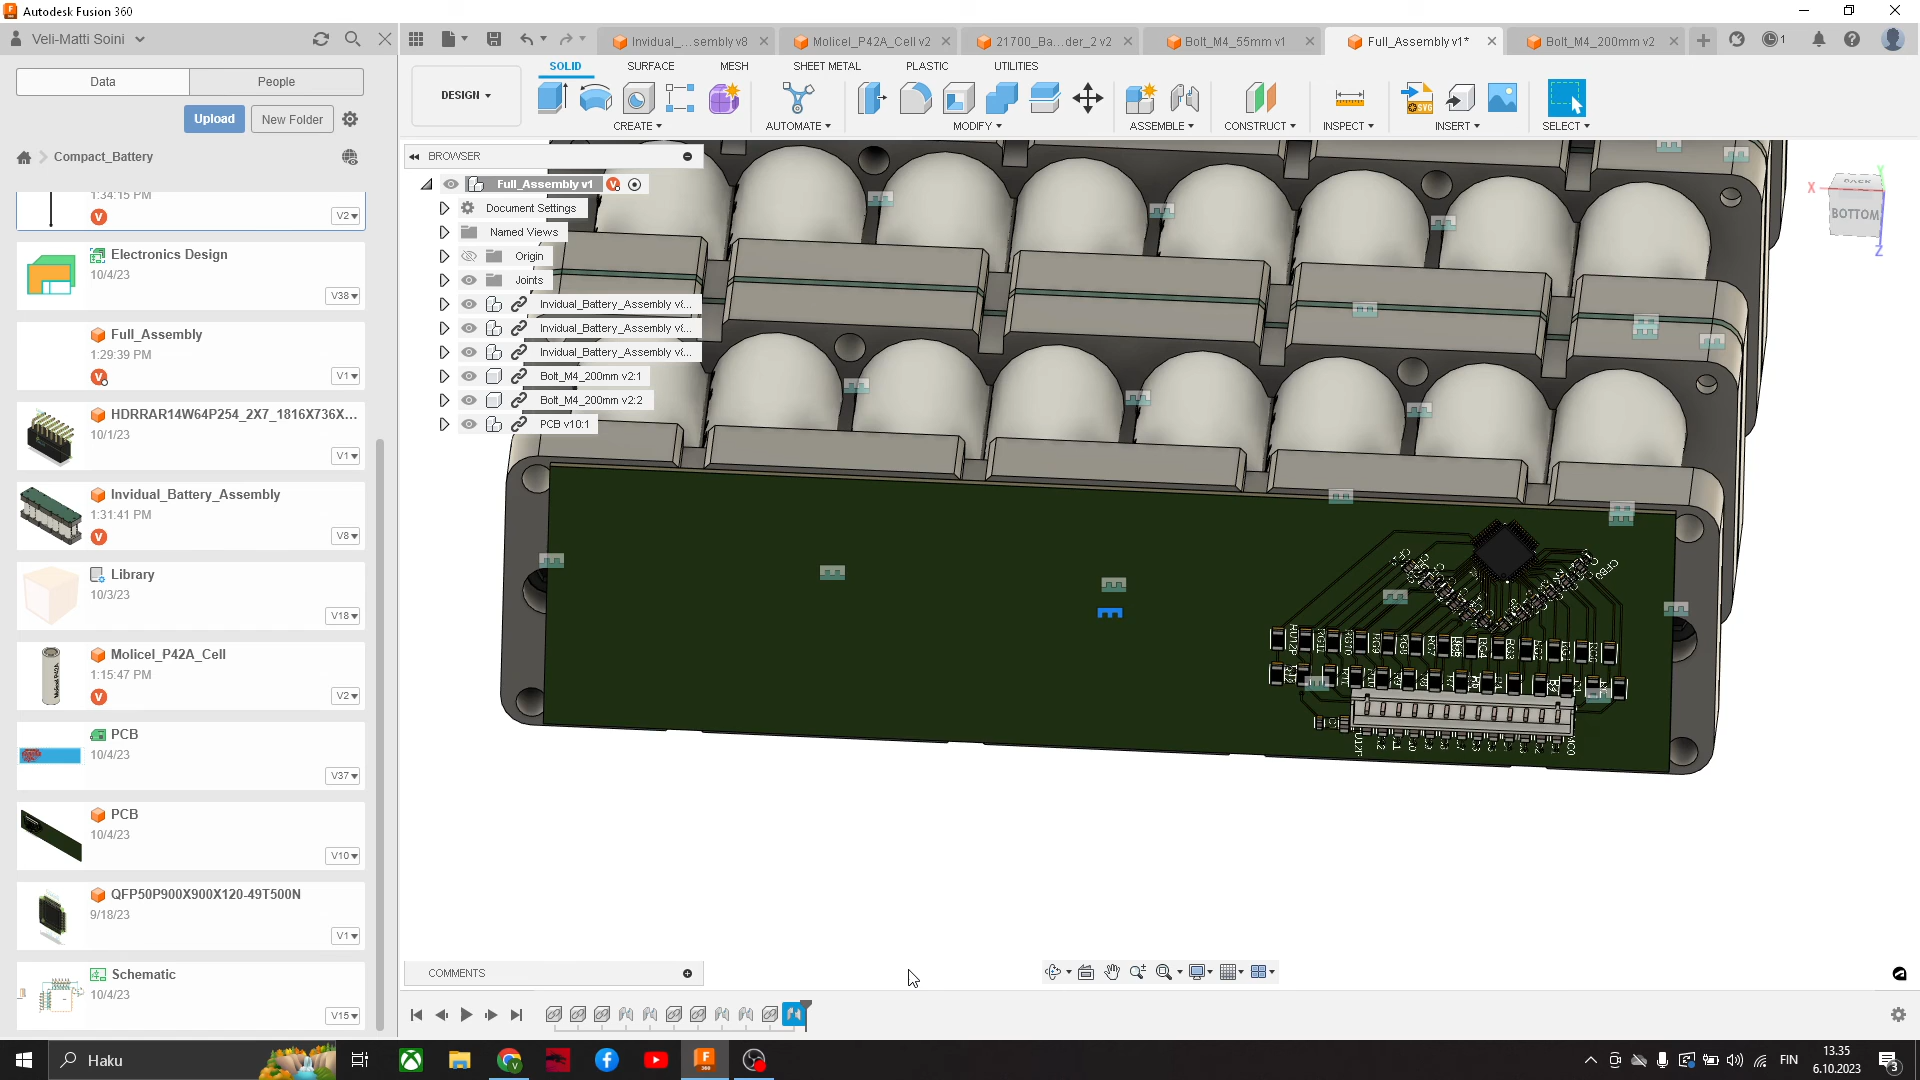 Autodesk Fusion 360
Veli-Matti Soini
Invidual_...sembly v8
Molicel_P42A_Cell v2
21700_Ba...der_2 v2
Bolt_M4_55mm v1
Full_Assembly v1*
Bolt_M4_200mm v2
1
Data
People
Upload
New Folder
Compact_Battery
DESIGN
SOLID
SURFACE
MESH
SHEET METAL
PLASTIC
UTILITIES
CREATE
AUTOMATE
MODIFY
ASSEMBLE
CONSTRUCT
INSPECT
INSERT
SELECT
1:34:15 PM
V
V2
Electronics Design
10/4/23
V38
Full_Assembly
1:29:39 PM
V
V1
HDRRAR14W64P254_2X7_1816X736X...
10/1/23
V1
Invidual_Battery_Assembly
1:31:41 PM
V
V8
Library
10/3/23
V18
Molicel_P42A_Cell
1:15:47 PM
V
V2
PCB
10/4/23
V37
PCB
10/4/23
V10
QFP50P900X900X120-49T500N
9/18/23
V1
Schematic
10/4/23
V15
BROWSER
Full_Assembly v1
Document Settings
Named Views
Origin
Joints
Invidual_Battery_Assembly v(...
Invidual_Battery_Assembly v(...
Invidual_Battery_Assembly v(...
Bolt_M4_200mm v2:1
Bolt_M4_200mm v2:2
PCB v10:1
X
Y
Z
BACK
BOTTOM
COMMENTS
Haku
FIN
13.35
6.10.2023
3